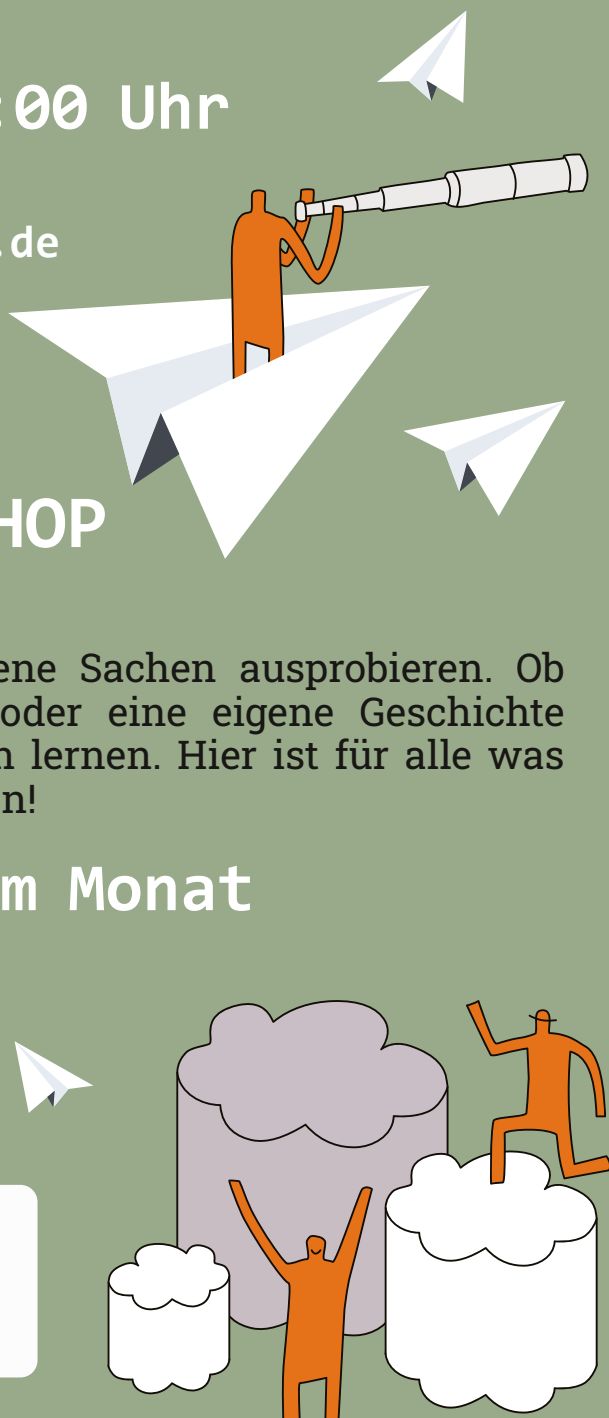 :00 Uhr
.de
HOP
ene Sachen ausprobieren. Ob
oder eine eigene Geschichte
n lernen. Hier ist für alle was
n!
m Monat